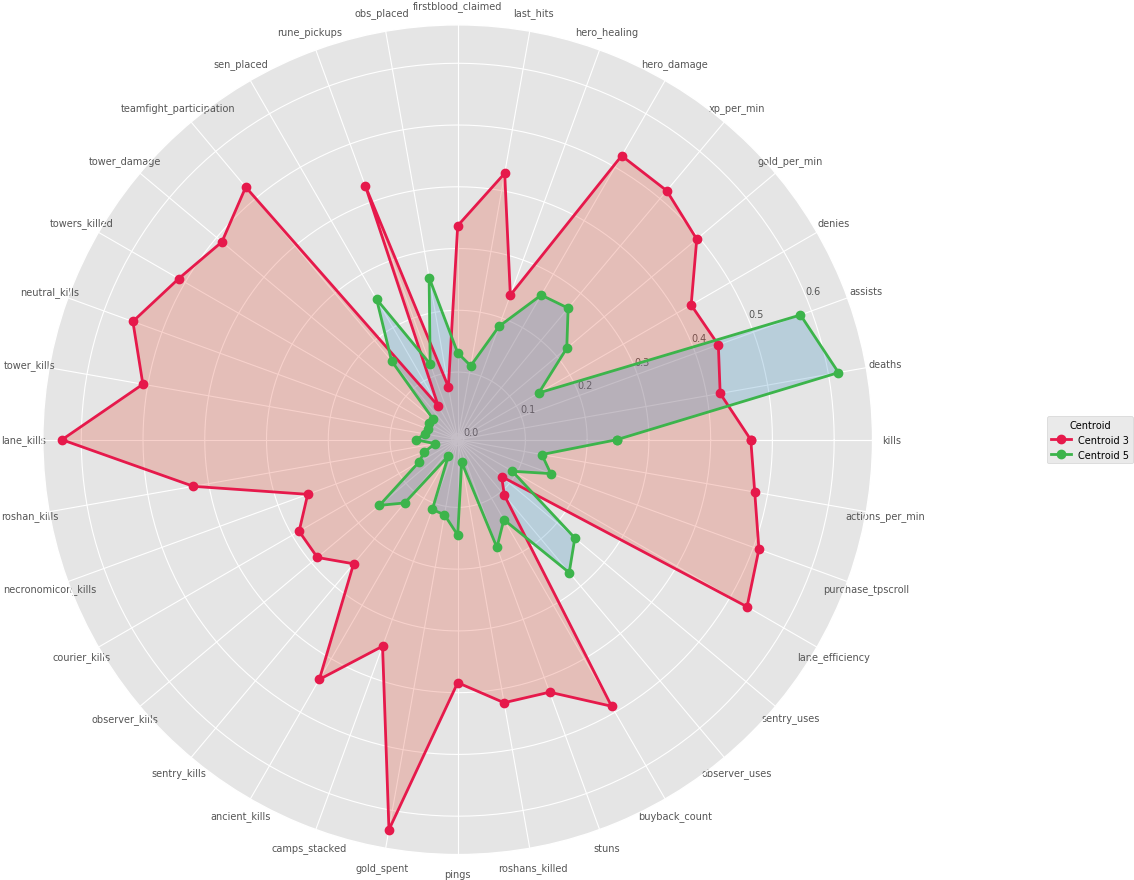 firstblood_claimed
obs_placed
last_hits
rune_pickups
hero_healing
sen_placed
hero_damage
teamfight_participation
xp_per_min
tower_damage
gold_per_min
towers_killed
denies
neutral_kills
assists
tower_kills
deaths
lane_kills
kills
roshan_kills
actions_per_min
necronomicon_kills
purchase_tpscroll
courier_kills
lane_efficiency
observer_kills
sentry_uses
sentry_kills
observer_uses
ancient_kills
buyback_count
camps_stacked
stuns
gold_spent
roshans_killed
pings
0.0
0.1
0.2
0.3
0.4
0.5
0.6
Centroid
Centroid 3
Centroid 5